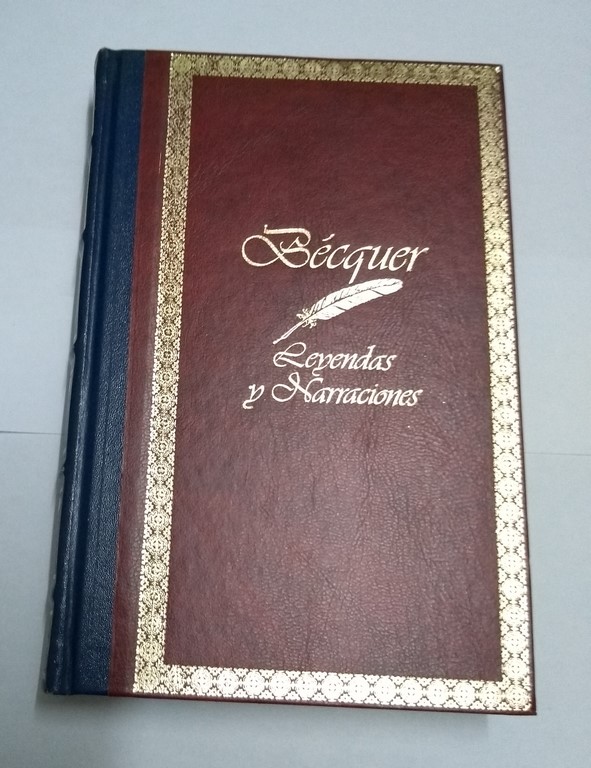 Bécquer
Leyendas
y Narraciones